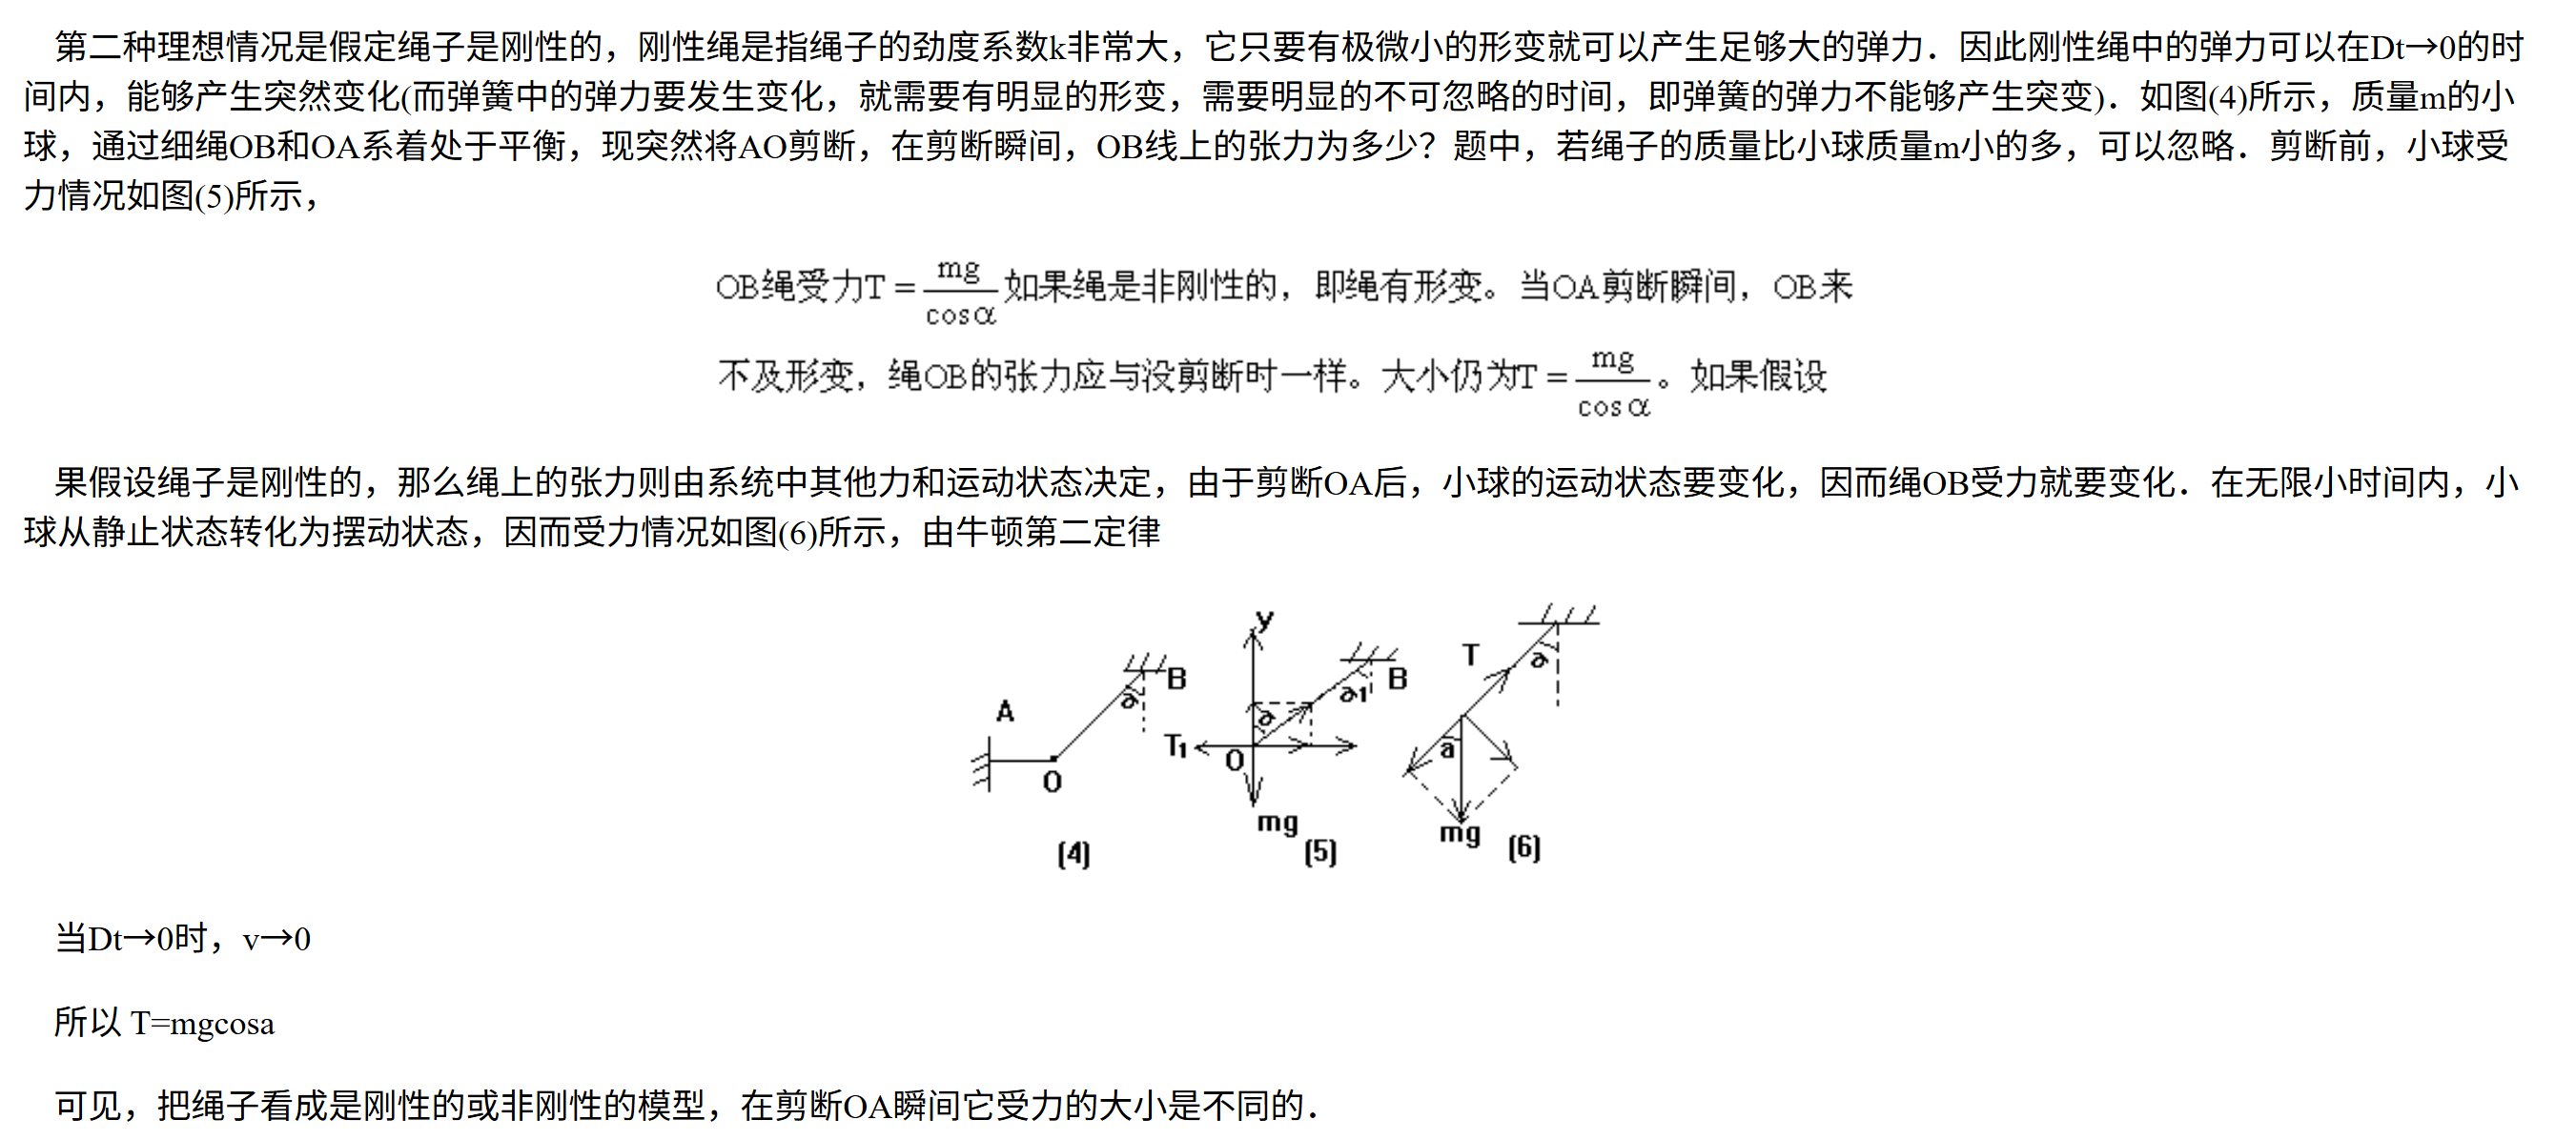 第二种理想情况是假定绳子是刚性的，刚性绳是指绳子的劲度系数k非常大，它只要有极微小的形变就可以产生足够大的弹力．因此刚性绳中的弹力可以在Dt→0的时
间内，能够产生突然变化(而弹簧中的弹力要发生变化，就需要有明显的形变，需要明显的不可忽略的时间，即弹簧的弹力不能够产生突变)．如图(4)所示，质量m的小
球，通过细绳OB和OA系着处于平衡，现突然将AO剪断，在剪断瞬间，OB线上的张力为多少？题中，若绳子的质量比小球质量m小的多，可以忽略．剪断前，小球受
力情况如图(5)所示，
OB绳受力T = mg/cosα 如果绳是非刚性的，即绳有形变。当OA剪断瞬间，OB来
不及形变，绳OB的张力应与没剪断时一样。大小仍为T = mg/cosα。如果假设
果假设绳子是刚性的，那么绳上的张力则由系统中其他力和运动状态决定，由于剪断OA后，小球的运动状态要变化，因而绳OB受力就要变化．在无限小时间内，小
球从静止状态转化为摆动状态，因而受力情况如图(6)所示，由牛顿第二定律
A O B ∂ (4)
y T1 O ∂ ∂1 B mg (5)
T ∂ a mg (6)
当Dt→0时，v→0
所以 T=mgcosa
可见，把绳子看成是刚性的或非刚性的模型，在剪断OA瞬间它受力的大小是不同的．